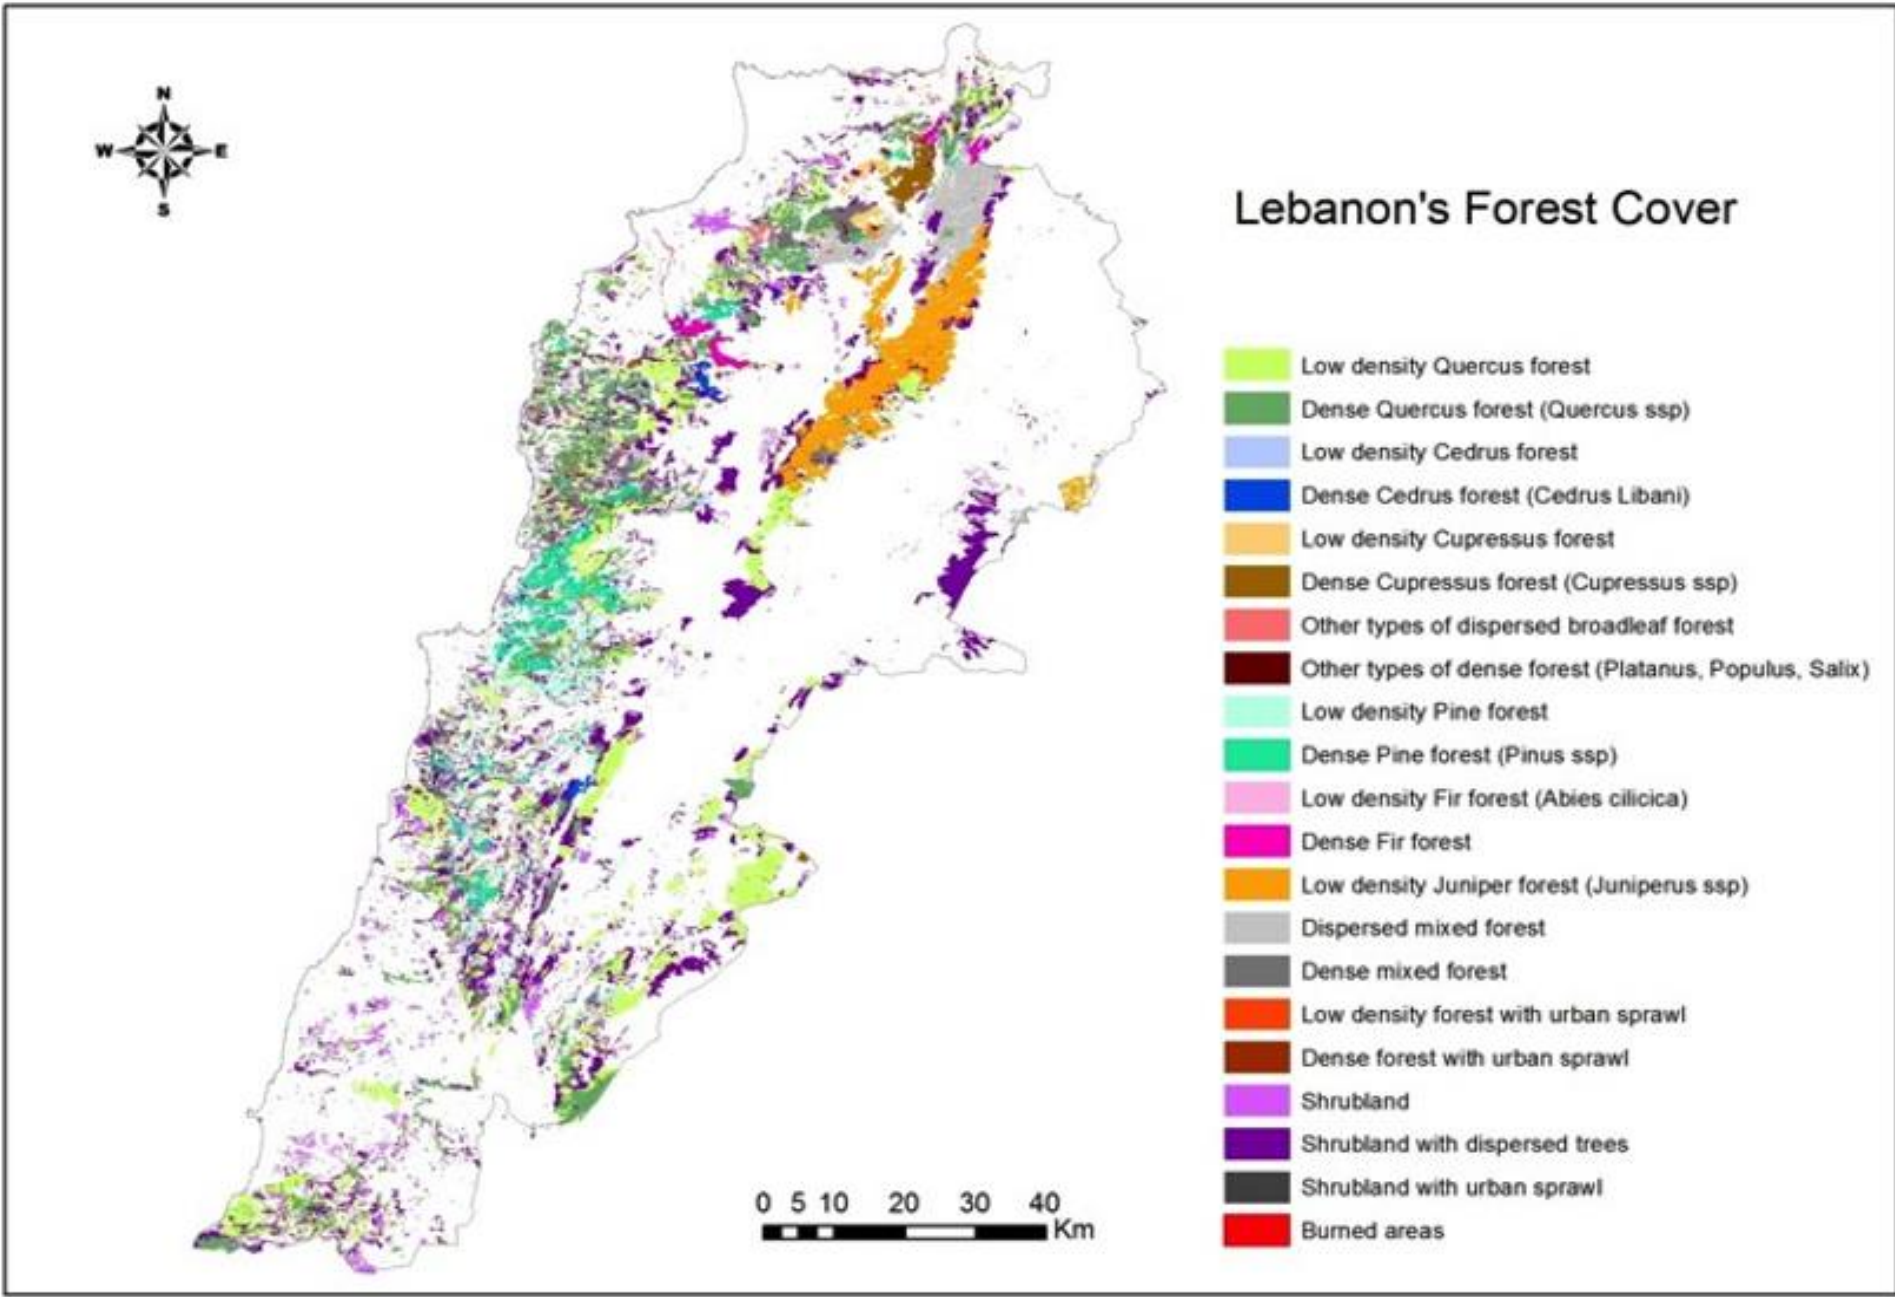 N
W E
S
Lebanon's Forest Cover
Low density Quercus forest
Dense Quercus forest (Quercus ssp)
Low density Cedrus forest
Dense Cedrus forest (Cedrus Libani)
Low density Cupressus forest
Dense Cupressus forest (Cupressus ssp)
Other types of dispersed broadleaf forest
Other types of dense forest (Platanus, Populus, Salix)
Low density Pine forest
Dense Pine forest (Pinus ssp)
Low density Fir forest (Abies cilicica)
Dense Fir forest
Low density Juniper forest (Juniperus ssp)
Dispersed mixed forest
Dense mixed forest
Low density forest with urban sprawl
Dense forest with urban sprawl
Shrubland
Shrubland with dispersed trees
Shrubland with urban sprawl
Burned areas
0 5 10 20 30 40
Km